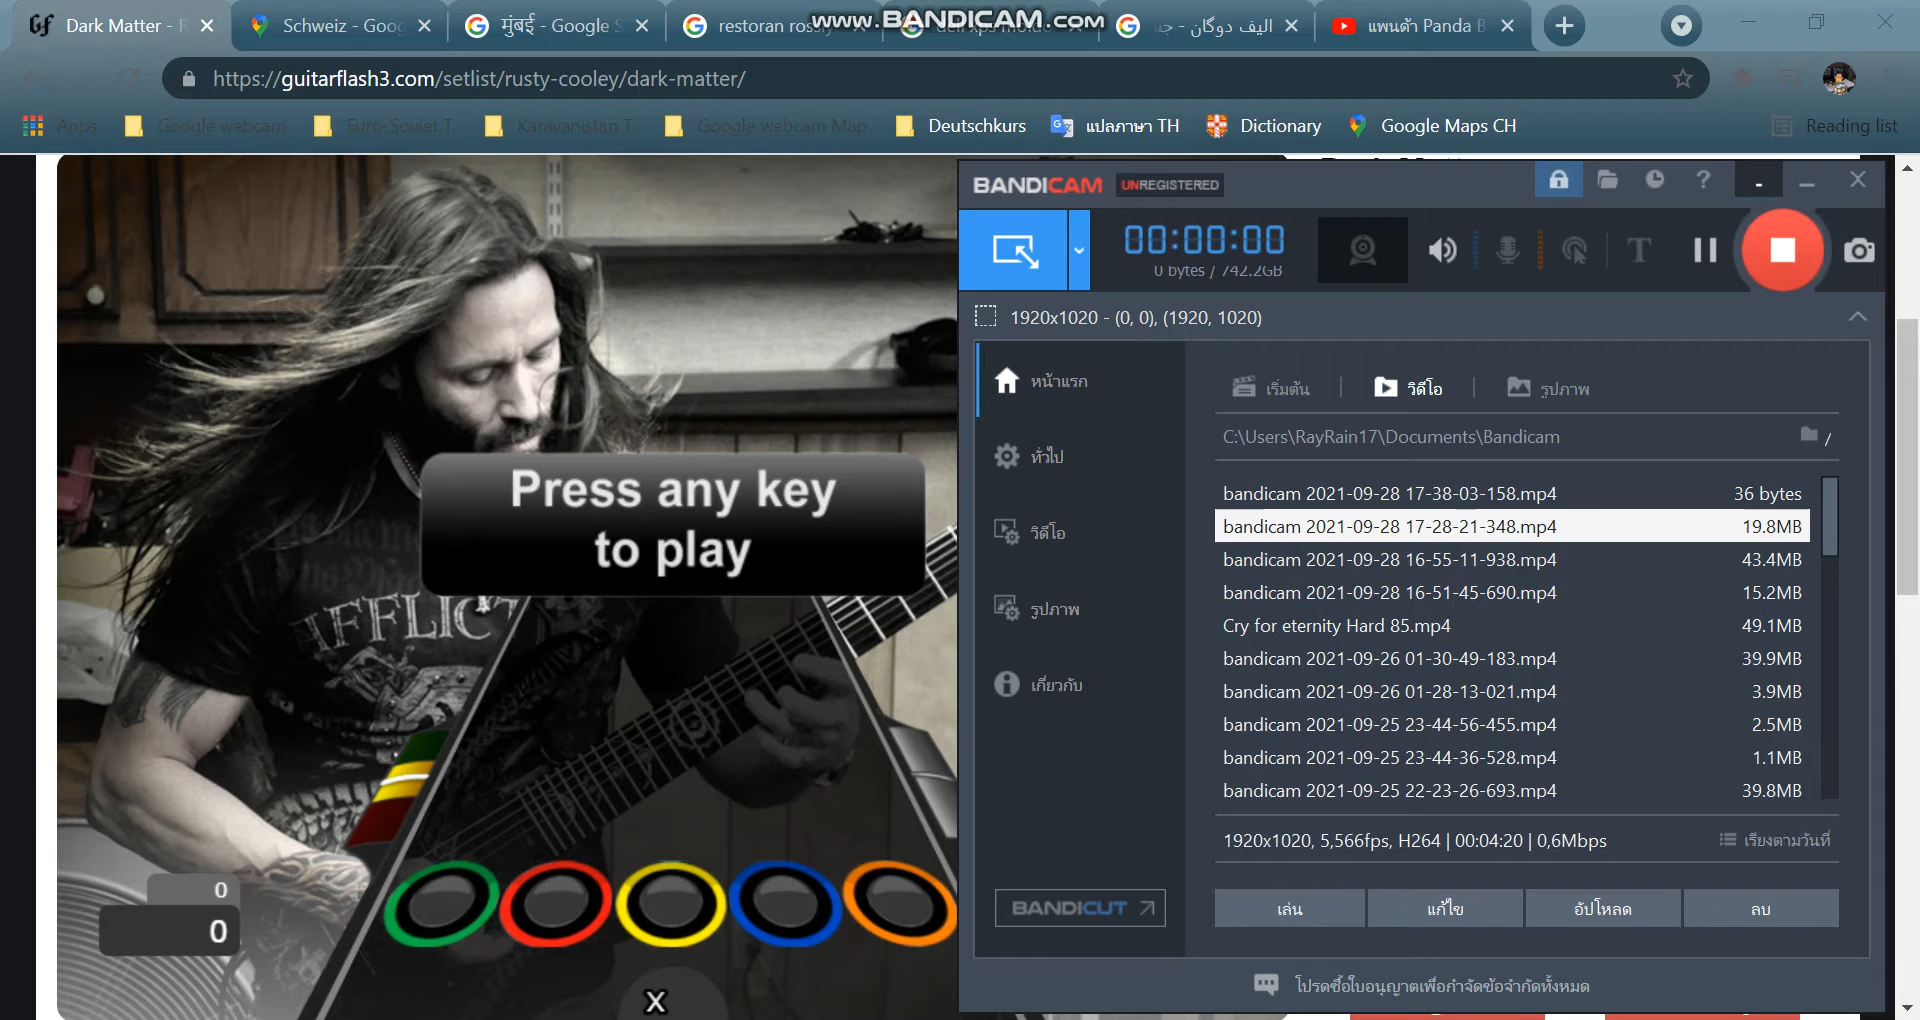 Dark Matter - R
Schweiz - Goog
मुंबई - Google S
restoran rossiy
dell xps moldo
الیف دوگان - جس
แพนด้า Panda B
www.BANDICAM.com
https://guitarflash3.com/setlist/rusty-cooley/dark-matter/
Apps
Google webcam
Euro-Soviet T
Karavanistan T
Google webcam Map
Deutschkurs
แปลภาษา TH
Dictionary
Google Maps CH
Reading list
BANDICAM UNREGISTERED
00:00:00
0 bytes / 742.2GB
1920x1020 - (0, 0), (1920, 1020)
หน้าแรก
ทั่วไป
วิดีโอ
รูปภาพ
เกี่ยวกับ
BANDICUT
เริ่มต้น
วิดีโอ
รูปภาพ
C:\Users\RayRain17\Documents\Bandicam
/
bandicam 2021-09-28 17-38-03-158.mp4 36 bytes
bandicam 2021-09-28 17-28-21-348.mp4 19.8MB
bandicam 2021-09-28 16-55-11-938.mp4 43.4MB
bandicam 2021-09-28 16-51-45-690.mp4 15.2MB
Cry for eternity Hard 85.mp4 49.1MB
bandicam 2021-09-26 01-30-49-183.mp4 39.9MB
bandicam 2021-09-26 01-28-13-021.mp4 3.9MB
bandicam 2021-09-25 23-44-56-455.mp4 2.5MB
bandicam 2021-09-25 23-44-36-528.mp4 1.1MB
bandicam 2021-09-25 22-23-26-693.mp4 39.8MB
1920x1020, 5,566fps, H264 | 00:04:20 | 0,6Mbps
เรียงตามวันที่
เล่น
แก้ไข
อัปโหลด
ลบ
โปรดซื้อใบอนุญาตเพื่อกำจัดข้อจำกัดทั้งหมด
Press any key
to play
AFFLICT
0
0
X